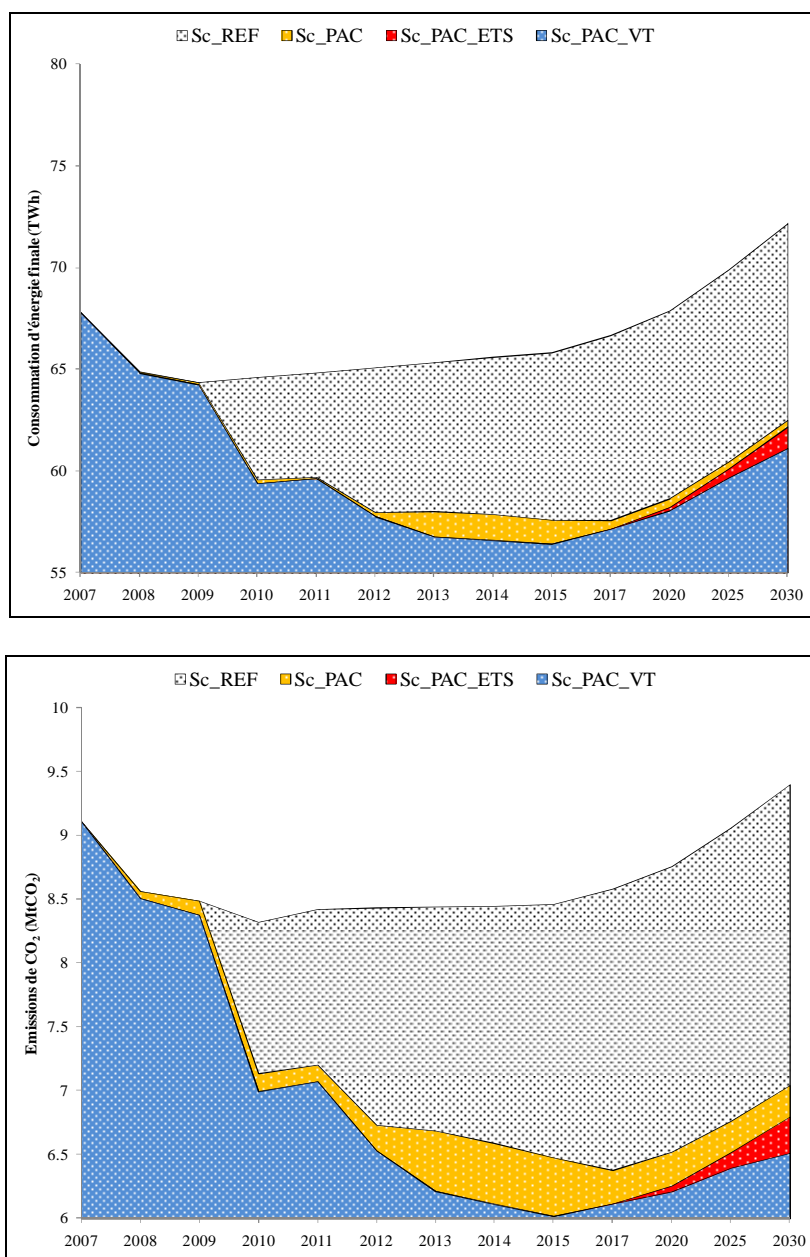 Sc_REF Sc_PAC Sc_PAC_ETS Sc_PAC_VT
80
75
70
65
60
55
Consommation d'énergie finale (TWh)
2007 2008 2009 2010 2011 2012 2013 2014 2015 2017 2020 2025 2030
Sc_REF Sc_PAC Sc_PAC_ETS Sc_PAC_VT
10
9.5
9
8.5
8
7.5
7
6.5
6
Emissions de CO₂ (MtCO₂)
2007 2008 2009 2010 2011 2012 2013 2014 2015 2017 2020 2025 2030